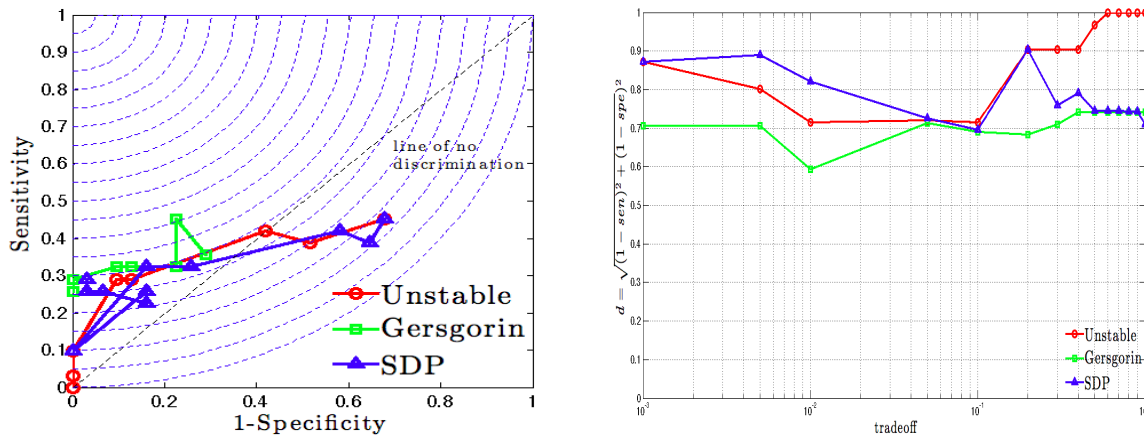 1
0.9
0.8
0.7
0.6
0.5
0.4
0.3
0.2
0.1
0
Sensitivity
0
0.2
0.4
0.6
0.8
1
1-Specificity
line of no
discrimination
Unstable
Gersgorin
SDP
1
0.9
0.8
0.7
0.6
0.5
0.4
0.3
0.2
0.1
0
d = √(1 − sen)² + (1 − spe)²
10⁻³
10⁻²
10⁻¹
tradeoff
Unstable
Gersgorin
SDP